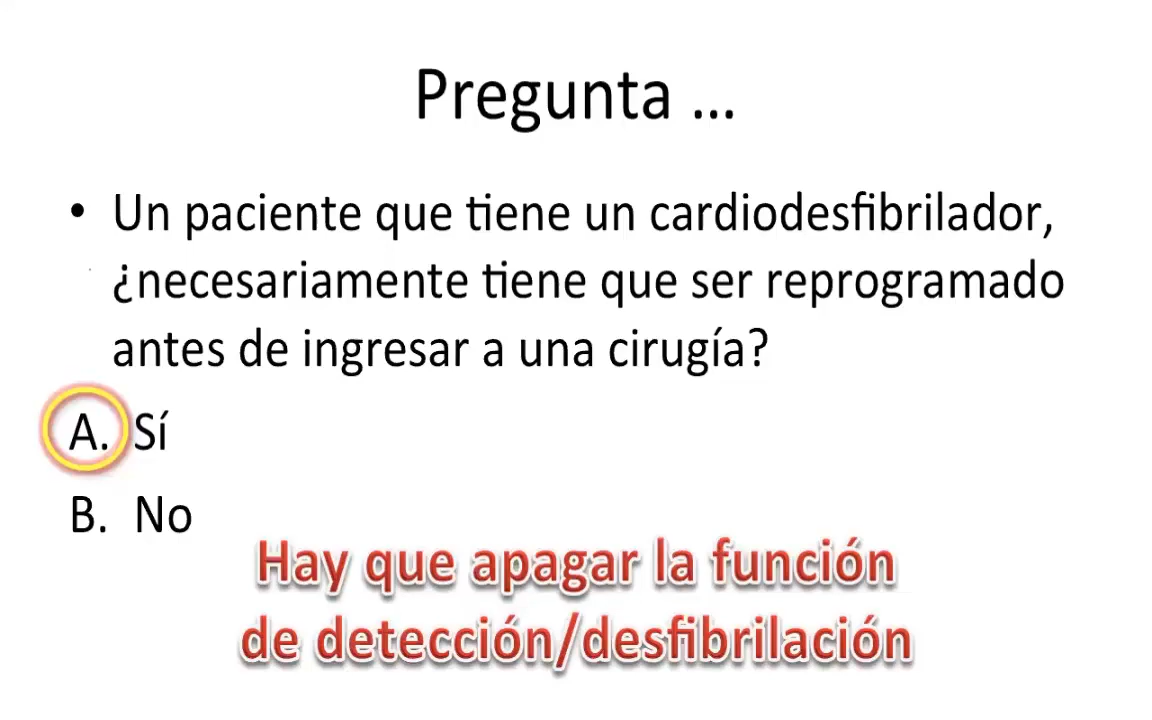 Pregunta ...
• Un paciente que tiene un cardiodesfibrilador,
¿necesariamente tiene que ser reprogramado
antes de ingresar a una cirugía?
A. Sí
B. No
Hay que apagar la función
de detección/desfibrilación